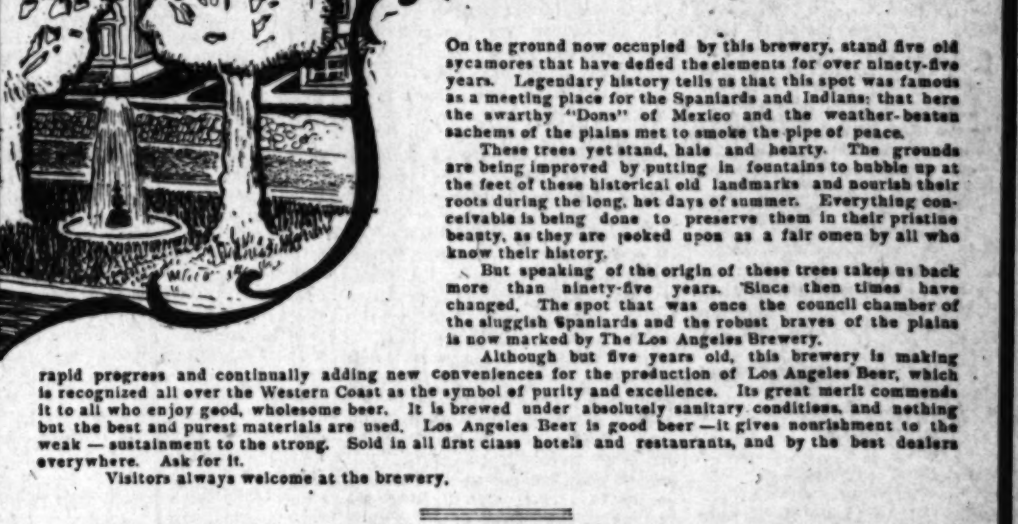 On the ground now occupied by this brewery, stand five old
sycamores that have defied the elements for over ninety-five
years. Legendary history tells us that this spot was famous
as a meeting place for the Spaniards and Indians; that here
the swarthy "Dons" of Mexico and the weather-beaten
sachems of the plains met to smoke the pipe of peace.
These trees yet stand, hale and hearty. The grounds
are being improved by putting in fountains to bubble up at
the feet of these historical old landmarks and nourish their
roots during the long, hot days of summer. Everything con-
ceivable is being done to preserve them in their pristine
beauty, as they are looked upon as a fair omen by all who
know their history.
But speaking of the origin of these trees takes us back
more than ninety-five years. Since then times have
changed. The spot that was once the council chamber of
the sluggish Spaniards and the robust braves of the plains
is now marked by The Los Angeles Brewery.
Although but five years old, this brewery is making
rapid progress and continually adding new conveniences for the production of Los Angeles Beer, which
is recognized all over the Western Coast as the symbol of purity and excellence. Its great merit commends
it to all who enjoy good, wholesome beer. It is brewed under absolutely sanitary conditions, and nothing
but the best and purest materials are used. Los Angeles Beer is good beer—it gives nourishment to the
weak — sustainment to the strong. Sold in all first class hotels and restaurants, and by the best dealers
everywhere. Ask for it.
Visitors always welcome at the brewery.